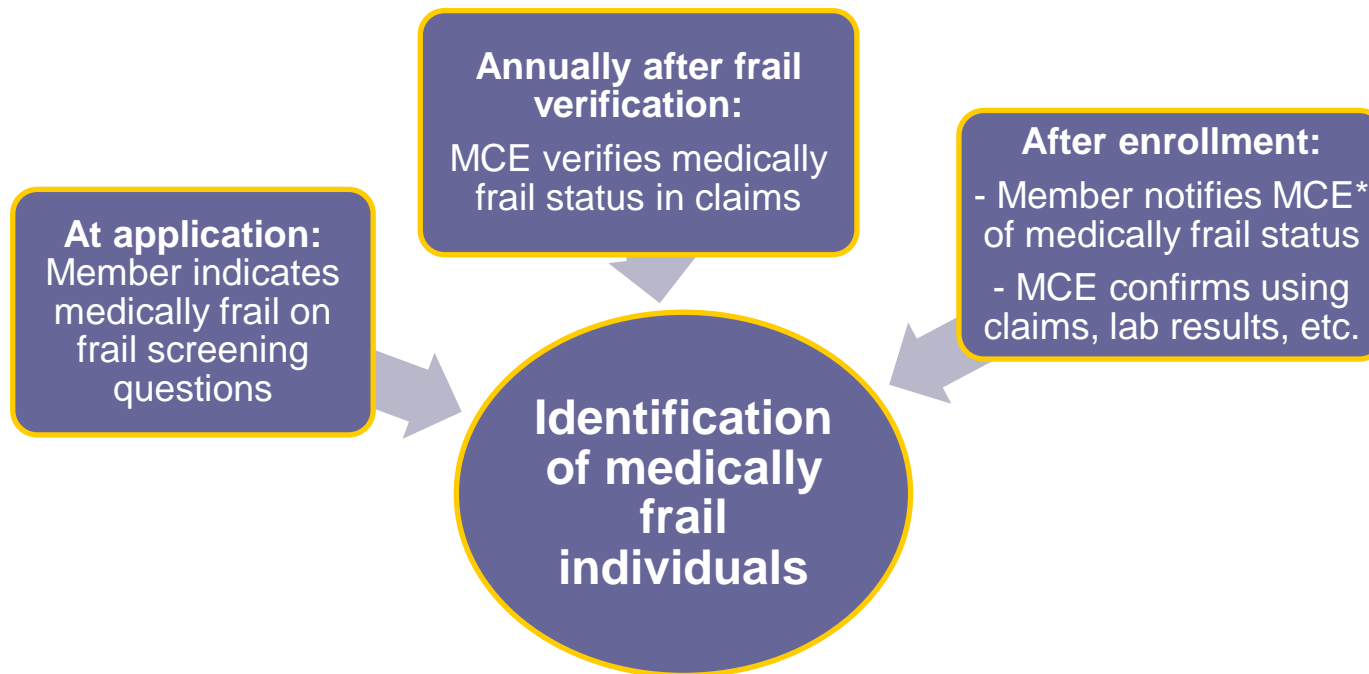 At application:
Member indicates
medically frail on
frail screening
questions
Annually after frail
verification:
MCE verifies medically
frail status in claims
After enrollment:
- Member notifies MCE*
of medically frail status
- MCE confirms using
claims, lab results, etc.
Identification
of medically
frail
individuals